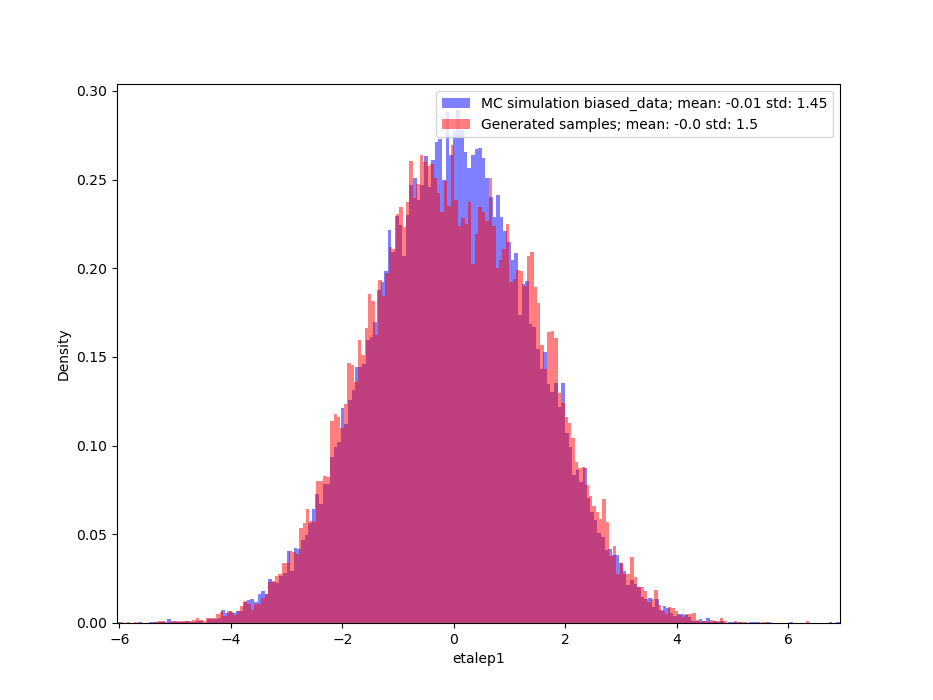 MC simulation biased_data; mean: -0.01 std: 1.45
Generated samples; mean: -0.0 std: 1.5
0.30
0.25
0.20
0.15
0.10
0.05
0.00
Density
−6 −4 −2 0 2 4 6
etalep1